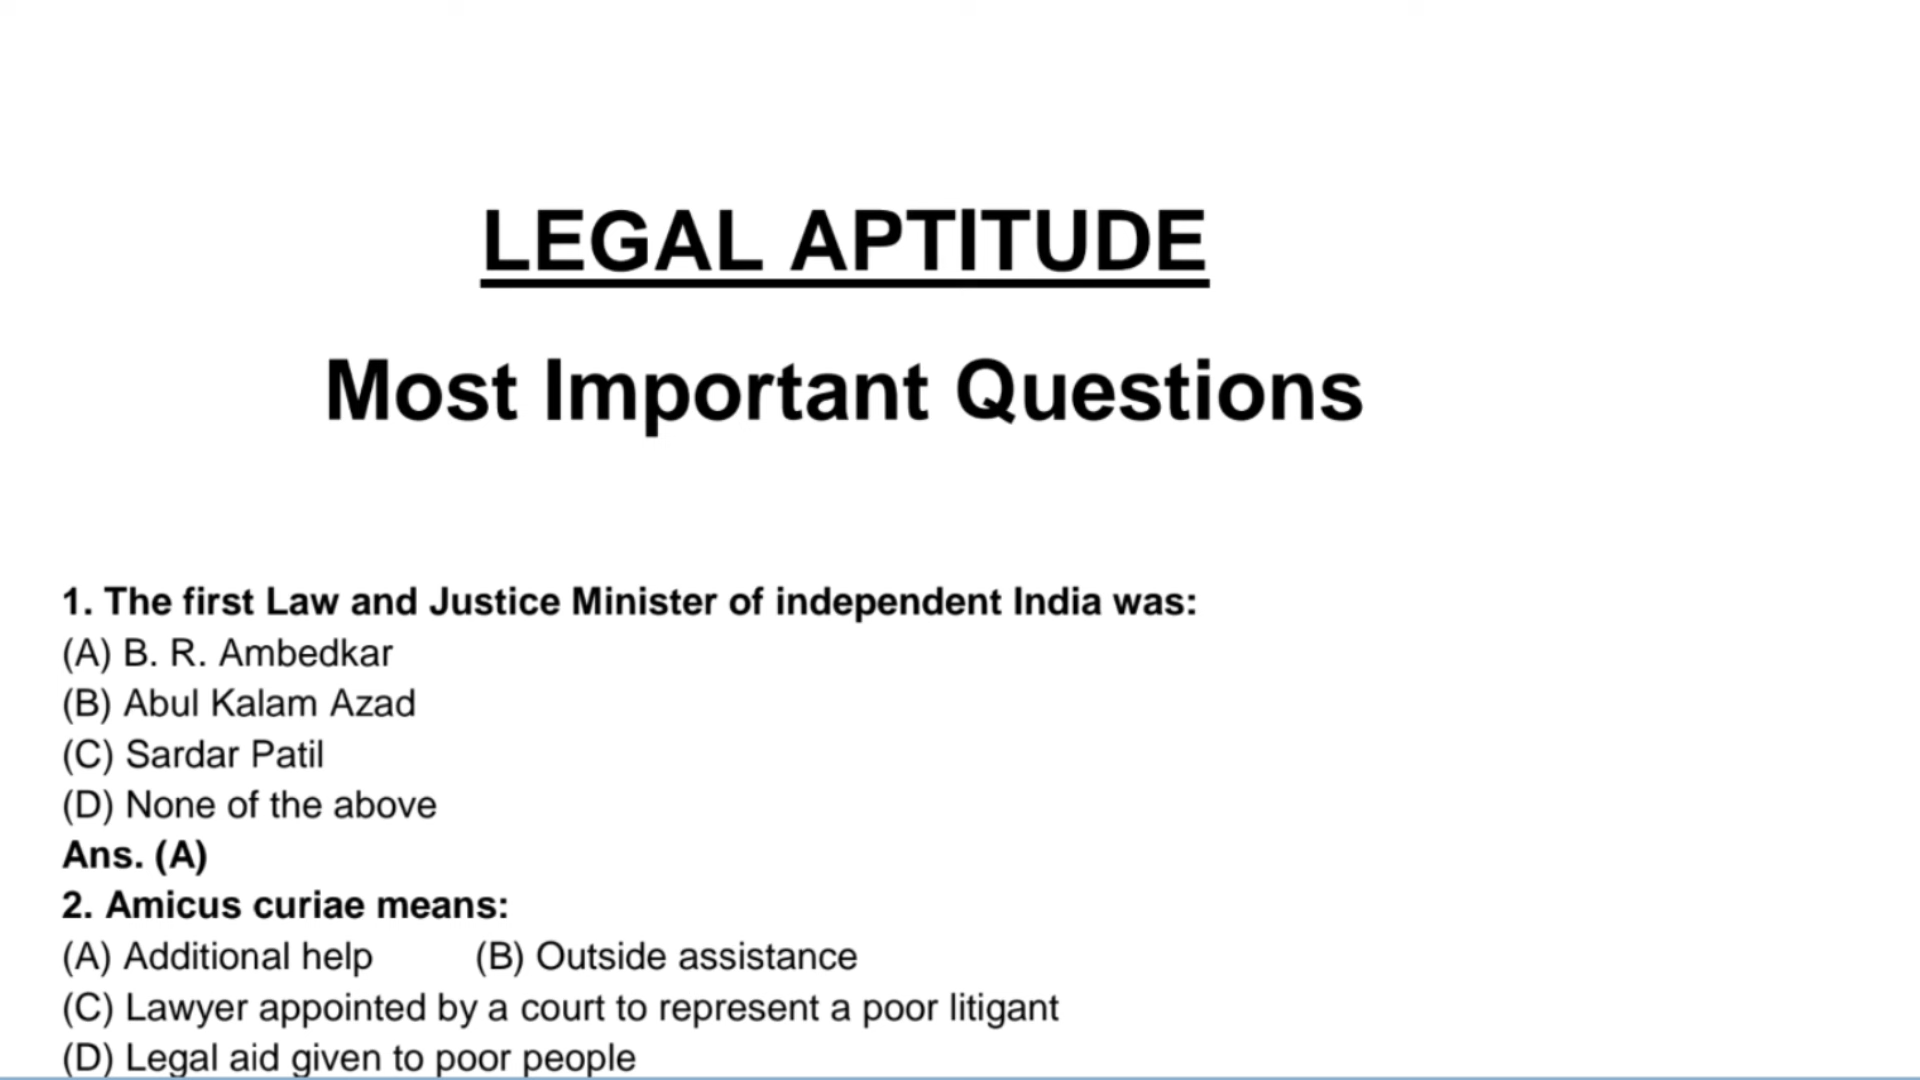 LEGAL APTITUDE
Most Important Questions
1. The first Law and Justice Minister of independent India was:
(A) B. R. Ambedkar
(B) Abul Kalam Azad
(C) Sardar Patil
(D) None of the above
Ans. (A)
2. Amicus curiae means:
(A) Additional help (B) Outside assistance
(C) Lawyer appointed by a court to represent a poor litigant
(D) Legal aid given to poor people